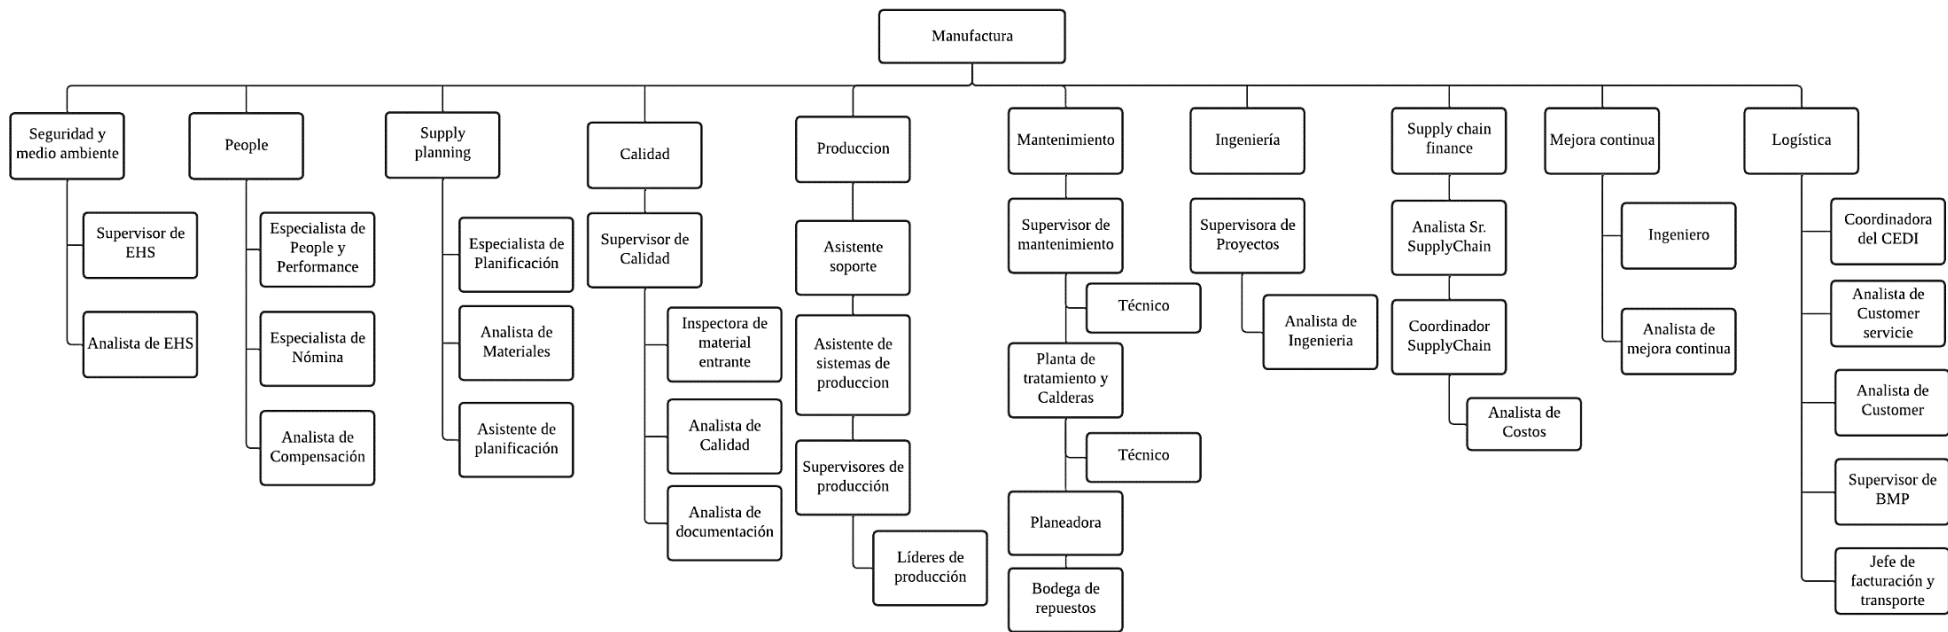 Manufactura
Seguridad y
medio ambiente
Supervisor de
EHS
Analista de EHS
People
Especialista de
People y
Performance
Especialista de
Nómina
Analista de
Compensación
Supply
planning
Especialista de
Planificación
Analista de
Materiales
Asistente de
planificación
Calidad
Supervisor de
Calidad
Inspectora de
material
entrante
Analista de
Calidad
Analista de
documentación
Produccion
Asistente
soporte
Asistente de
sistemas de
produccion
Supervisores de
producción
Líderes de
producción
Mantenimiento
Supervisor de
mantenimiento
Técnico
Planta de
tratamiento y
Calderas
Técnico
Planeadora
Bodega de
repuestos
Ingeniería
Supervisora de
Proyectos
Analista de
Ingenieria
Supply chain
finance
Analista Sr.
SupplyChain
Coordinador
SupplyChain
Analista de
Costos
Mejora continua
Ingeniero
Analista de
mejora continua
Logística
Coordinadora
del CEDI
Analista de
Customer
servicie
Analista de
Customer
Supervisor de
BMP
Jefe de
facturación y
transporte